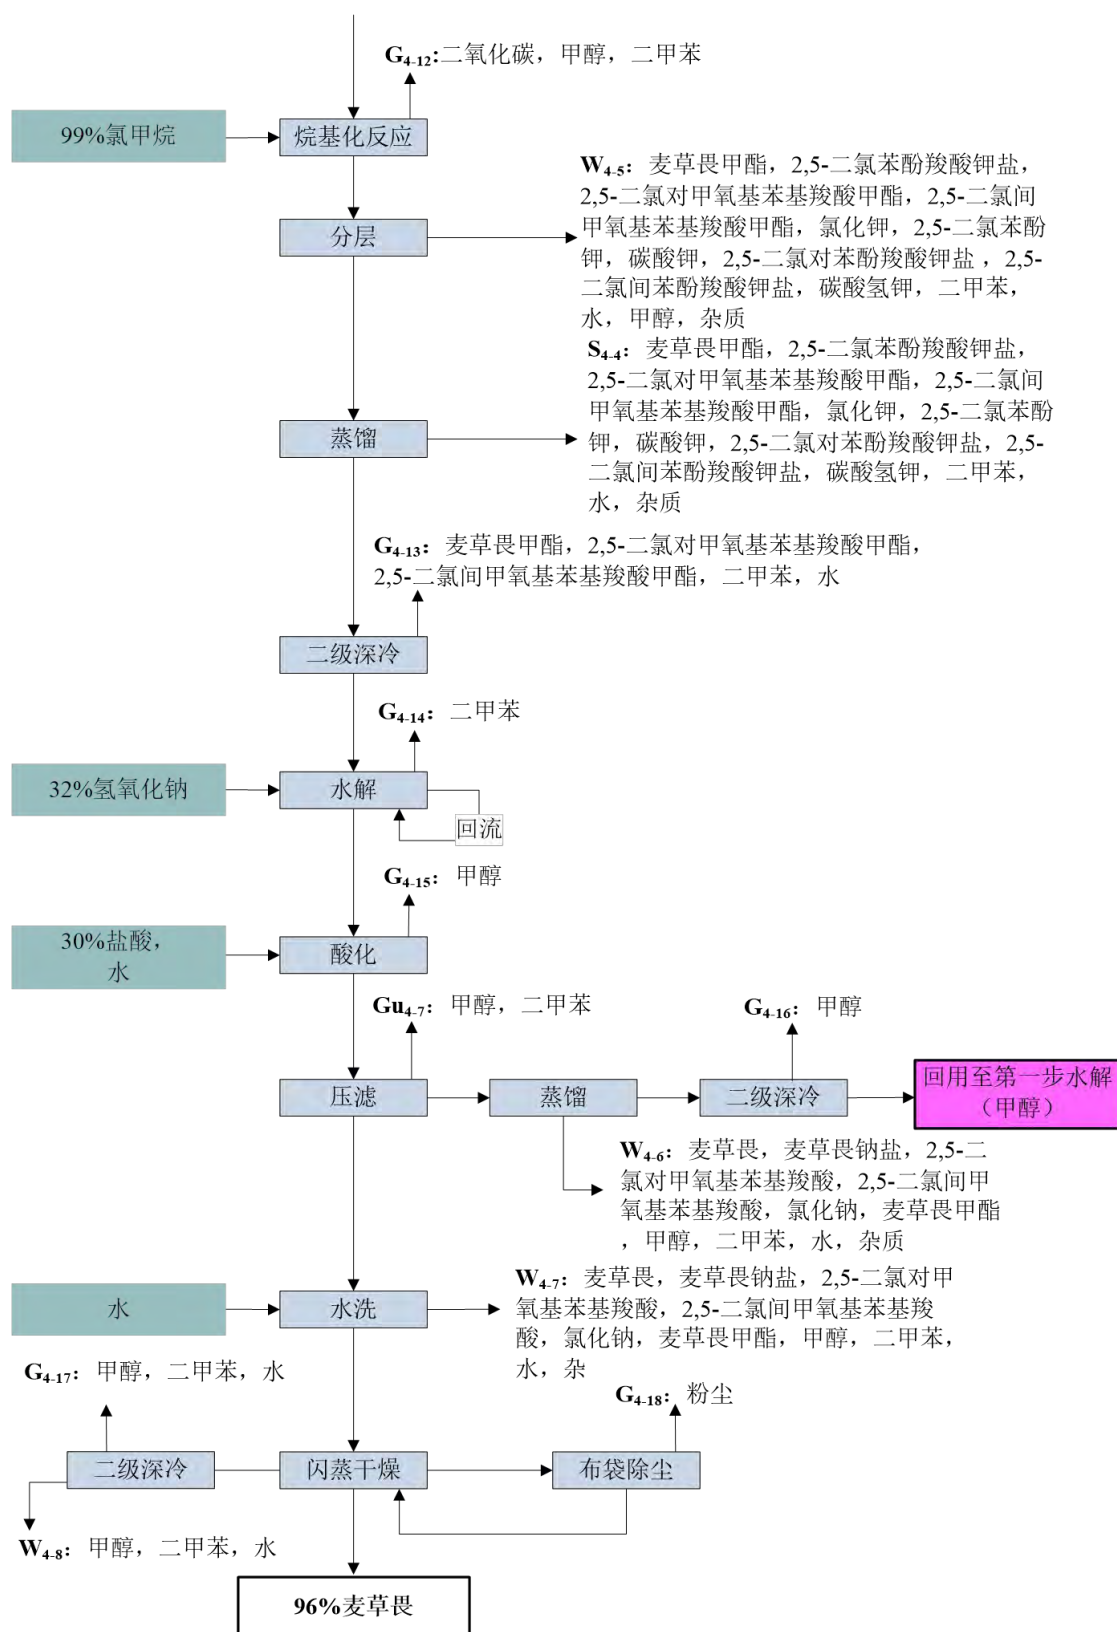 G4-12:二氧化碳，甲醇，二甲苯
99%氯甲烷
烷基化反应
W4-5：麦草畏甲酯，2,5-二氯苯酚羧酸钾盐，
2,5-二氯对甲氧基苯基羧酸甲酯，2,5-二氯间
甲氧基苯基羧酸甲酯，氯化钾，2,5-二氯苯酚
钾，碳酸钾，2,5-二氯对苯酚羧酸钾盐，2,5-
二氯间苯酚羧酸钾盐，碳酸氢钾，二甲苯，
水，甲醇，杂质
分层
S4-4：麦草畏甲酯，2,5-二氯苯酚羧酸钾盐，
2,5-二氯对甲氧基苯基羧酸甲酯，2,5-二氯间
甲氧基苯基羧酸甲酯，氯化钾，2,5-二氯苯酚
钾，碳酸钾，2,5-二氯对苯酚羧酸钾盐，2,5-
二氯间苯酚羧酸钾盐，碳酸氢钾，二甲苯，
水，杂质
蒸馏
G4-13：麦草畏甲酯，2,5-二氯对甲氧基苯基羧酸甲酯，
2,5-二氯间甲氧基苯基羧酸甲酯，二甲苯，水
二级深冷
G4-14：二甲苯
32%氢氧化钠
水解
回流
G4-15：甲醇
30%盐酸，
水
酸化
Gu4-7：甲醇，二甲苯
G4-16：甲醇
压滤
蒸馏
二级深冷
回用至第一步水解
（甲醇）
W4-6：麦草畏，麦草畏钠盐，2,5-二
氯对甲氧基苯基羧酸，2,5-二氯间甲
氧基苯基羧酸，氯化钠，麦草畏甲酯
，甲醇，二甲苯，水，杂质
水
水洗
W4-7：麦草畏，麦草畏钠盐，2,5-二氯对甲
氧基苯基羧酸，2,5-二氯间甲氧基苯基羧
酸，氯化钠，麦草畏甲酯，甲醇，二甲苯，
水，杂
G4-17：甲醇，二甲苯，水
G4-18：粉尘
二级深冷
闪蒸干燥
布袋除尘
W4-8：甲醇，二甲苯，水
96%麦草畏